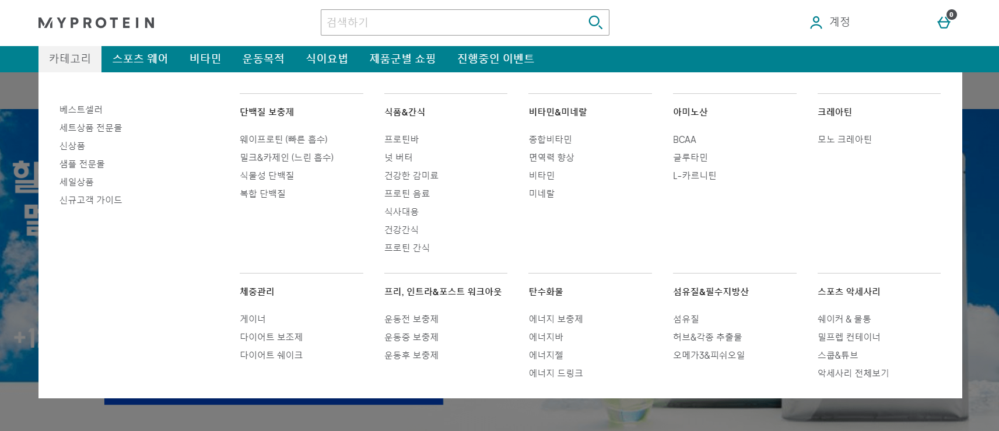 MYPROTEIN
검색하기
계정
0
카테고리
스포츠 웨어
비타민
운동목적
식이요법
제품군별 쇼핑
진행중인 이벤트
베스트셀러
세트상품 전문몰
신상품
샘플 전문몰
세일상품
신규고객 가이드
단백질 보충제
웨이프로틴 (빠른 흡수)
밀크&카제인 (느린 흡수)
식물성 단백질
복합 단백질
식품&간식
프로틴바
넛 버터
건강한 감미료
프로틴 음료
식사대용
건강간식
프로틴 간식
비타민&미네랄
종합비타민
면역력 향상
비타민
미네랄
아미노산
BCAA
글루타민
L-카르니틴
크레아틴
모노 크레아틴
체중관리
게이너
다이어트 보조제
다이어트 쉐이크
프리, 인트라&포스트 워크아웃
운동전 보충제
운동중 보충제
운동후 보충제
탄수화물
에너지 보충제
에너지바
에너지젤
에너지 드링크
섬유질&필수지방산
섬유질
허브&각종 추출물
오메가3&피쉬오일
스포츠 악세사리
쉐이커 & 물통
밀프렙 컨테이너
스쿱&튜브
악세사리 전체보기